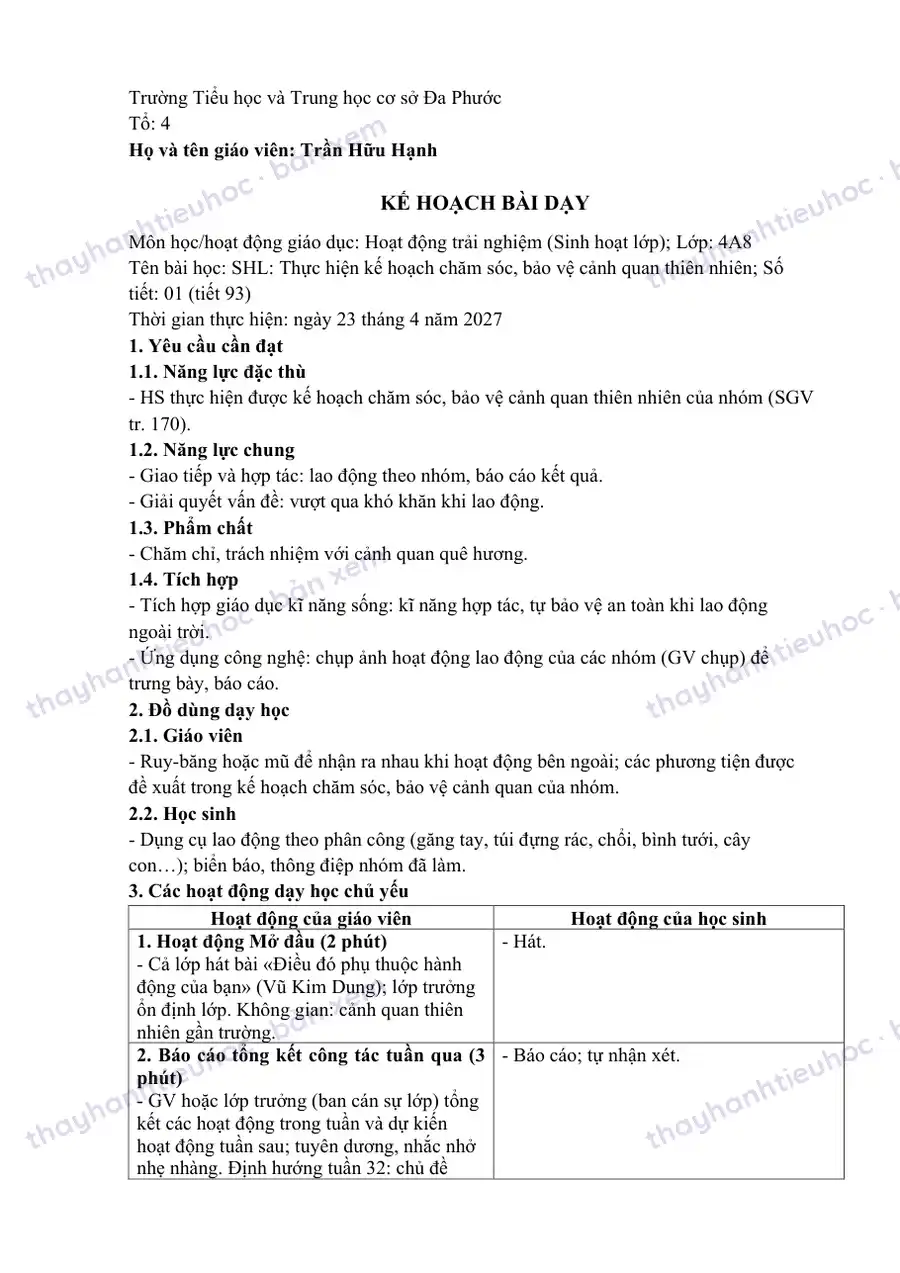 Trường Tiểu học và Trung học cơ sở Đa Phước
Tổ: 4
Họ và tên giáo viên: Trần Hữu Hạnh
KẾ HOẠCH BÀI DẠY
Môn học/hoạt động giáo dục: Hoạt động trải nghiệm (Sinh hoạt lớp); Lớp: 4A8
Tên bài học: SHL: Thực hiện kế hoạch chăm sóc, bảo vệ cảnh quan thiên nhiên; Số
tiết: 01 (tiết 93)
Thời gian thực hiện: ngày 23 tháng 4 năm 2027
1. Yêu cầu cần đạt
1.1. Năng lực đặc thù
- HS thực hiện được kế hoạch chăm sóc, bảo vệ cảnh quan thiên nhiên của nhóm (SGV
tr. 170).
1.2. Năng lực chung
- Giao tiếp và hợp tác: lao động theo nhóm, báo cáo kết quả.
- Giải quyết vấn đề: vượt qua khó khăn khi lao động.
1.3. Phẩm chất
- Chăm chỉ, trách nhiệm với cảnh quan quê hương.
1.4. Tích hợp
- Tích hợp giáo dục kĩ năng sống: kĩ năng hợp tác, tự bảo vệ an toàn khi lao động
ngoài trời.
- Ứng dụng công nghệ: chụp ảnh hoạt động lao động của các nhóm (GV chụp) để
trưng bày, báo cáo.
2. Đồ dùng dạy học
2.1. Giáo viên
- Ruy-băng hoặc mũ để nhận ra nhau khi hoạt động bên ngoài; các phương tiện được
đề xuất trong kế hoạch chăm sóc, bảo vệ cảnh quan của nhóm.
2.2. Học sinh
- Dụng cụ lao động theo phân công (găng tay, túi đựng rác, chổi, bình tưới, cây
con…); biển báo, thông điệp nhóm đã làm.
3. Các hoạt động dạy học chủ yếu
Hoạt động của giáo viên
Hoạt động của học sinh
1. Hoạt động Mở đầu (2 phút)
- Cả lớp hát bài «Điều đó phụ thuộc hành
động của bạn» (Vũ Kim Dung); lớp trưởng
ổn định lớp. Không gian: cảnh quan thiên
nhiên gần trường.
- Hát.
2. Báo cáo tổng kết công tác tuần qua (3
phút)
- GV hoặc lớp trưởng (ban cán sự lớp) tổng
kết các hoạt động trong tuần và dự kiến
hoạt động tuần sau; tuyên dương, nhắc nhở
nhẹ nhàng. Định hướng tuần 32: chủ đề
- Báo cáo; tự nhận xét.
thayhanhtieuhoc · bản xem
thayhanhtieuhoc · b
thayhanhtieuhoc · bản xem
thayhanhtieuhoc · b
thayhanhtieuhoc · bản xem
thayhanhtieuhoc · b